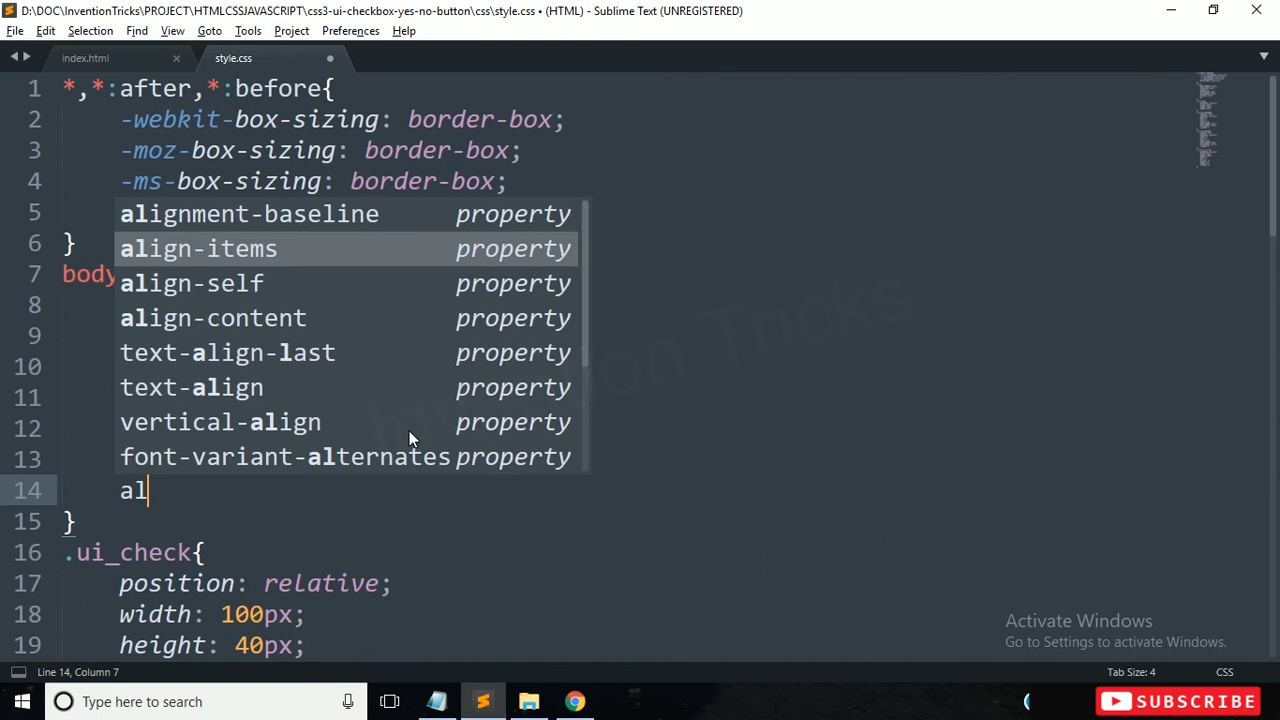 D:\DOC\InventionTricks\PROJECT\HTMLCSSJAVASCRIPT\css3-ui-checkbox-yes-no-button\css\style.css • (HTML) - Sublime Text (UNREGISTERED)
File Edit Selection Find View Goto Tools Project Preferences Help
index.html style.css
1 *,*:after,*:before{
2 -webkit-box-sizing: border-box;
3 -moz-box-sizing: border-box;
4 -ms-box-sizing: border-box;
5 alignment-baseline property
6 } align-items property
7 body align-self property
8 align-content property
9 text-align-last property
10 text-align property
11
12 vertical-align property
13 font-variant-alternates property
14 al
15 }
16 .ui_check{
17 position: relative;
18 width: 100px;
19 height: 40px;
Invention Tricks
Activate Windows
Go to Settings to activate Windows.
Line 14, Column 7 Tab Size: 4 CSS
Type here to search SUBSCRIBE